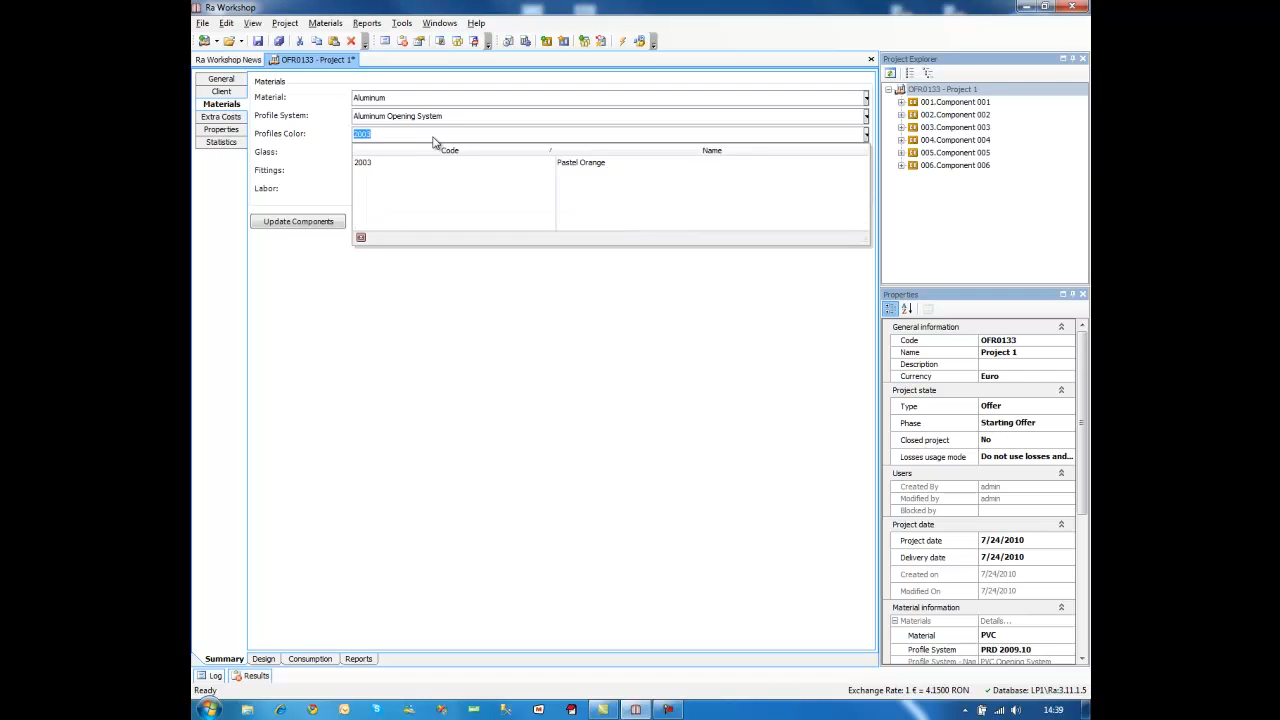 Ra Workshop
File Edit View Project Materials Reports Tools Windows Help
Ra Workshop News OFR0133 - Project 1*
General
Client
Materials
Extra Costs
Properties
Statistics
Materials
Material: Aluminum
Profile System: Aluminum Opening System
Profiles Color: 2003
Glass:
Fittings:
Labor:
Code Name
2003 Pastel Orange
Update Components
Project Explorer
OFR0133 - Project 1
001.Component 001
002.Component 002
003.Component 003
004.Component 004
005.Component 005
006.Component 006
Properties
General information
Code OFR0133
Name Project 1
Description
Currency Euro
Project state
Type Offer
Phase Starting Offer
Closed project No
Losses usage mode Do not use losses and...
Users
Created By admin
Modified by admin
Blocked by
Project date
Project date 7/24/2010
Delivery date 7/24/2010
Created on 7/24/2010
Modified On 7/24/2010
Material information
Materials Details...
Material PVC
Profile System PRD 2009.10
Profile System - Nam PVC Opening System
Summary Design Consumption Reports
Log Results
Ready Exchange Rate: 1 € = 4.1500 RON Database: LP1\Ra:3.11.1.5
14:39